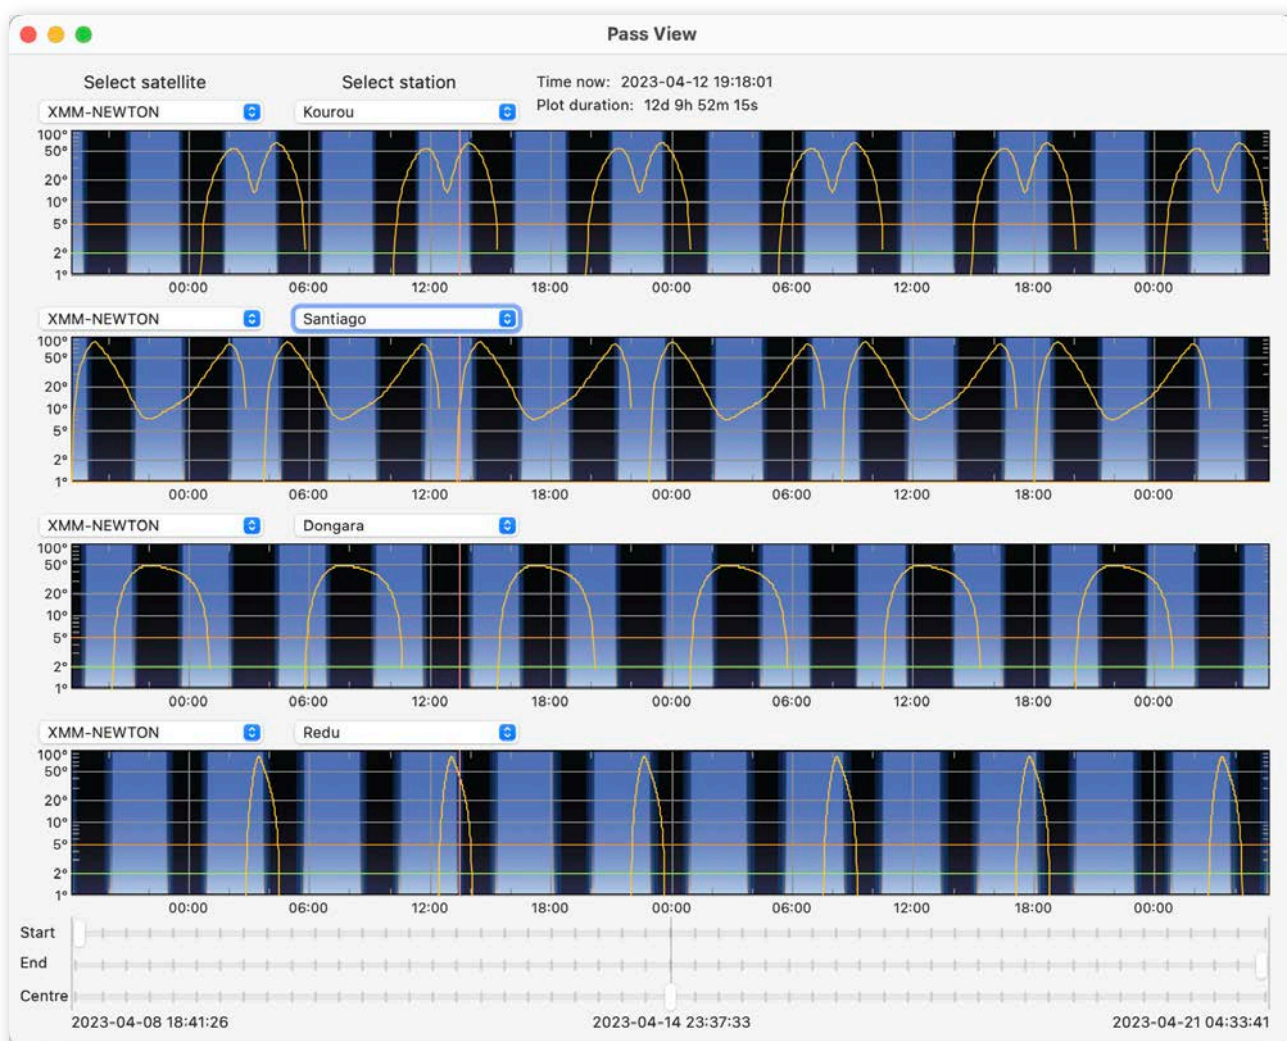 Pass View
Select satellite Select station Time now: 2023-04-12 19:18:01
XMM-NEWTON Kourou Plot duration: 12d 9h 52m 15s
100°
50°
20°
10°
5°
2°
1°
00:00 06:00 12:00 18:00 00:00 06:00 12:00 18:00 00:00
XMM-NEWTON Santiago
100°
50°
20°
10°
5°
2°
1°
00:00 06:00 12:00 18:00 00:00 06:00 12:00 18:00 00:00
XMM-NEWTON Dongara
100°
50°
20°
10°
5°
2°
1°
00:00 06:00 12:00 18:00 00:00 06:00 12:00 18:00 00:00
XMM-NEWTON Redu
100°
50°
20°
10°
5°
2°
1°
00:00 06:00 12:00 18:00 00:00 06:00 12:00 18:00 00:00
Start
End
Centre
2023-04-08 18:41:26 2023-04-14 23:37:33 2023-04-21 04:33:41